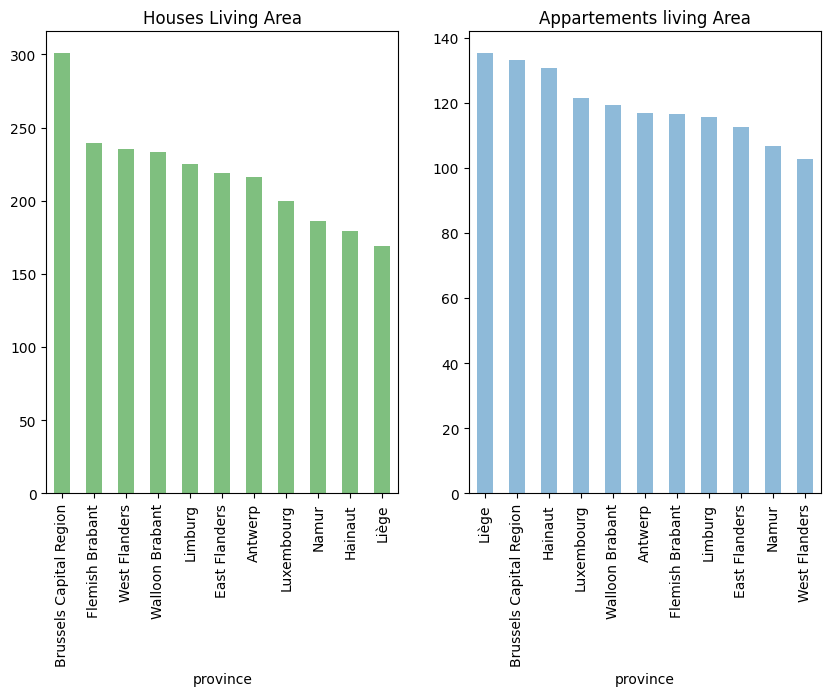 Houses Living Area
300
250
200
150
100
50
0
Brussels Capital Region
Flemish Brabant
West Flanders
Walloon Brabant
Limburg
East Flanders
Antwerp
Luxembourg
Namur
Hainaut
Liège
province
Appartements living Area
140
120
100
80
60
40
20
0
Liège
Brussels Capital Region
Hainaut
Luxembourg
Walloon Brabant
Antwerp
Flemish Brabant
Limburg
East Flanders
Namur
West Flanders
province